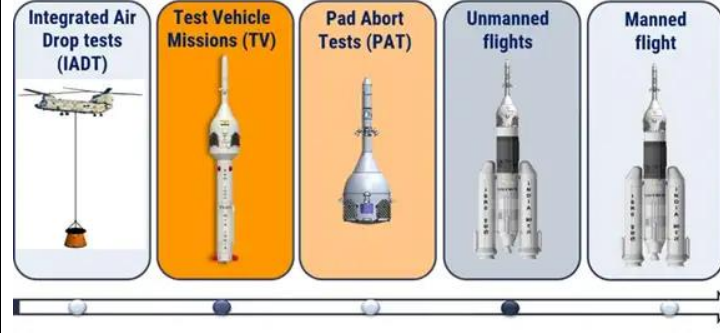 Integrated Air
Drop tests
(IADT)
Test Vehicle
Missions (TV)
Pad Abort
Tests (PAT)
Unmanned
flights
Manned
flight